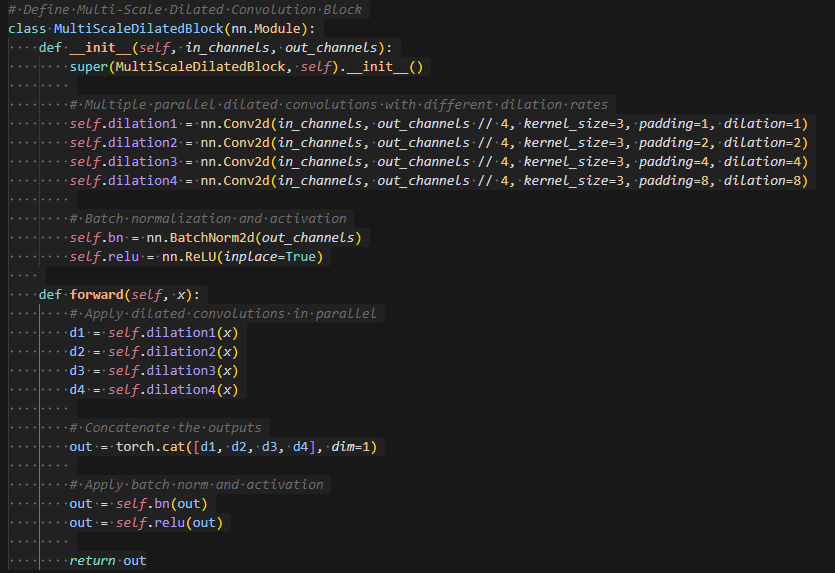 # Define Multi-Scale Dilated Convolution Block
class MultiScaleDilatedBlock(nn.Module):
    def __init__(self, in_channels, out_channels):
        super(MultiScaleDilatedBlock, self).__init__()
        
        # Multiple parallel dilated convolutions with different dilation rates
        self.dilation1 = nn.Conv2d(in_channels, out_channels // 4, kernel_size=3, padding=1, dilation=1)
        self.dilation2 = nn.Conv2d(in_channels, out_channels // 4, kernel_size=3, padding=2, dilation=2)
        self.dilation3 = nn.Conv2d(in_channels, out_channels // 4, kernel_size=3, padding=4, dilation=4)
        self.dilation4 = nn.Conv2d(in_channels, out_channels // 4, kernel_size=3, padding=8, dilation=8)
        
        # Batch normalization and activation
        self.bn = nn.BatchNorm2d(out_channels)
        self.relu = nn.ReLU(inplace=True)
    
    def forward(self, x):
        # Apply dilated convolutions in parallel
        d1 = self.dilation1(x)
        d2 = self.dilation2(x)
        d3 = self.dilation3(x)
        d4 = self.dilation4(x)
        
        # Concatenate the outputs
        out = torch.cat([d1, d2, d3, d4], dim=1)
        
        # Apply batch norm and activation
        out = self.bn(out)
        out = self.relu(out)
        
        return out